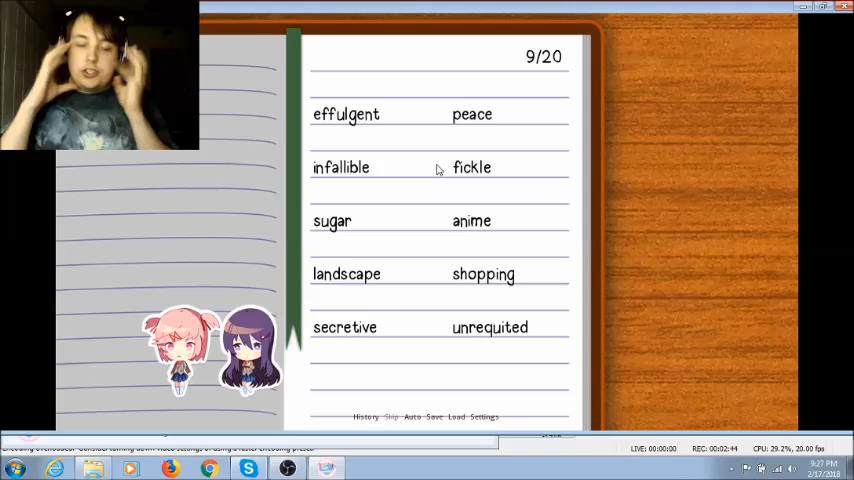 9/20
effulgent peace
infallible fickle
sugar anime
landscape shopping
secretive unrequited
History Skip Auto Save Load Settings
LIVE: 00:00:00 REC: 00:02:44 CPU: 29.2%, 20.00 fps
9:27 PM
2/17/2018